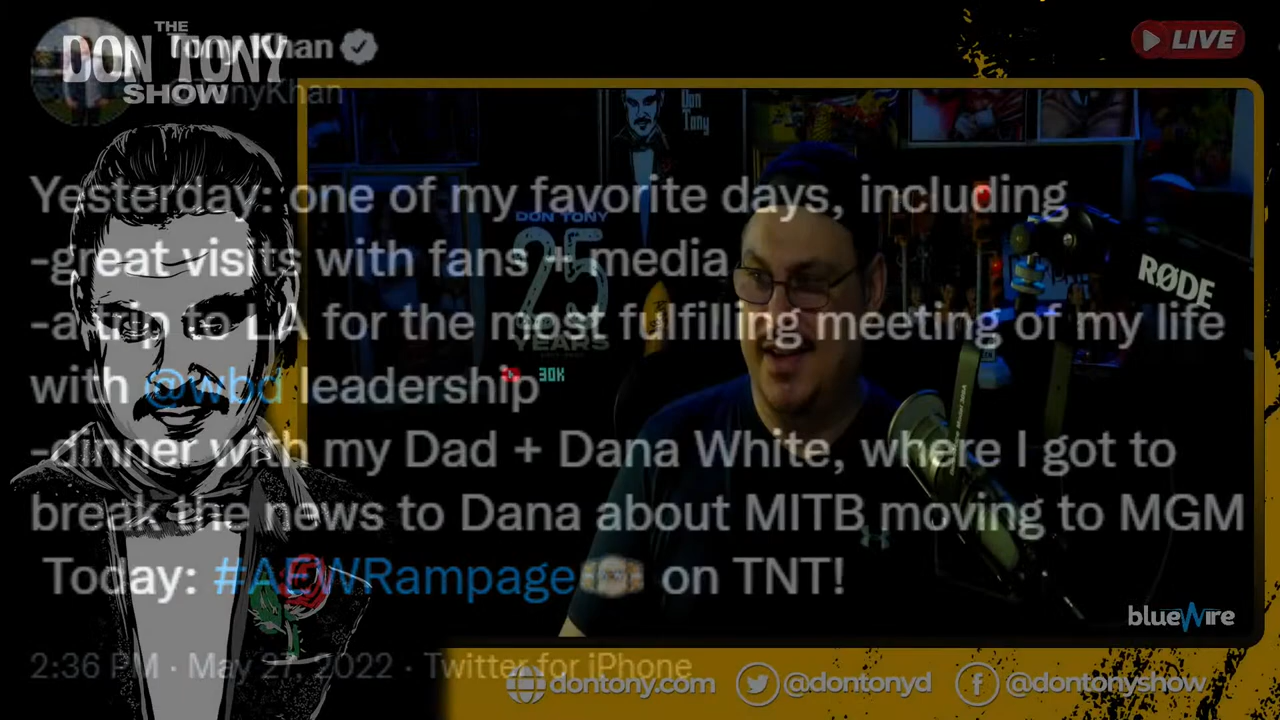 THE
DON TONY
SHOW
Tony Khan
@TonyKhan
LIVE
Don
Tony
Yesterday: one of my favorite days, including
-great visits with fans + media
-a trip to LA for the most fulfilling meeting of my life
with @wbd leadership
-dinner with my Dad + Dana White, where I got to
break the news to Dana about MITB moving to MGM
Today: #AEWRampage on TNT!
2:36 PM · May 27, 2022 · Twitter for iPhone
DON TONY
25
YEARS
30K
RØDE
blueWire
dontony.com
@dontonyd
@dontonyshow